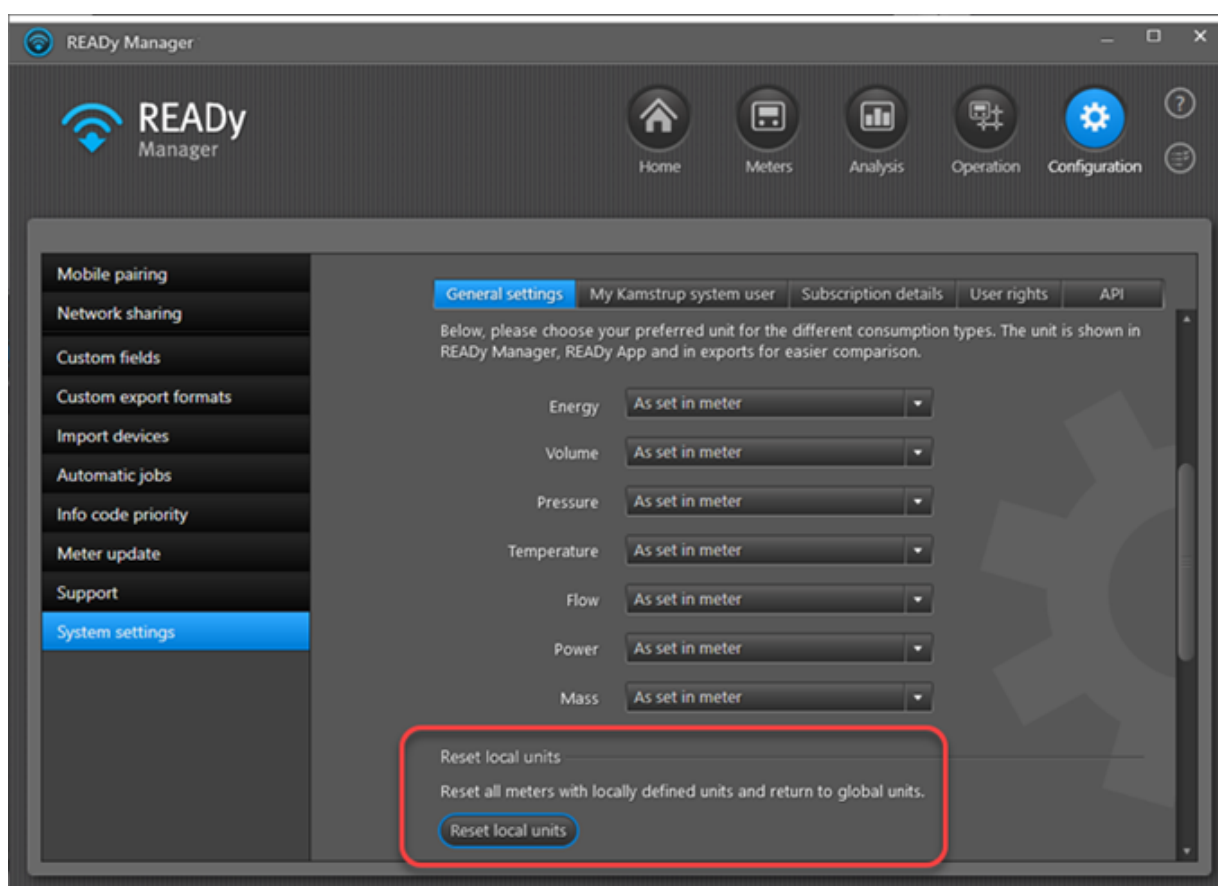 READy Manager
READy
Manager
Home
Meters
Analysis
Operation
Configuration
?
Mobile pairing
Network sharing
Custom fields
Custom export formats
Import devices
Automatic jobs
Info code priority
Meter update
Support
System settings
General settings
My Kamstrup system user
Subscription details
User rights
API
Below, please choose your preferred unit for the different consumption types. The unit is shown in
READy Manager, READy App and in exports for easier comparison.
Energy As set in meter
Volume As set in meter
Pressure As set in meter
Temperature As set in meter
Flow As set in meter
Power As set in meter
Mass As set in meter
Reset local units
Reset all meters with locally defined units and return to global units.
Reset local units